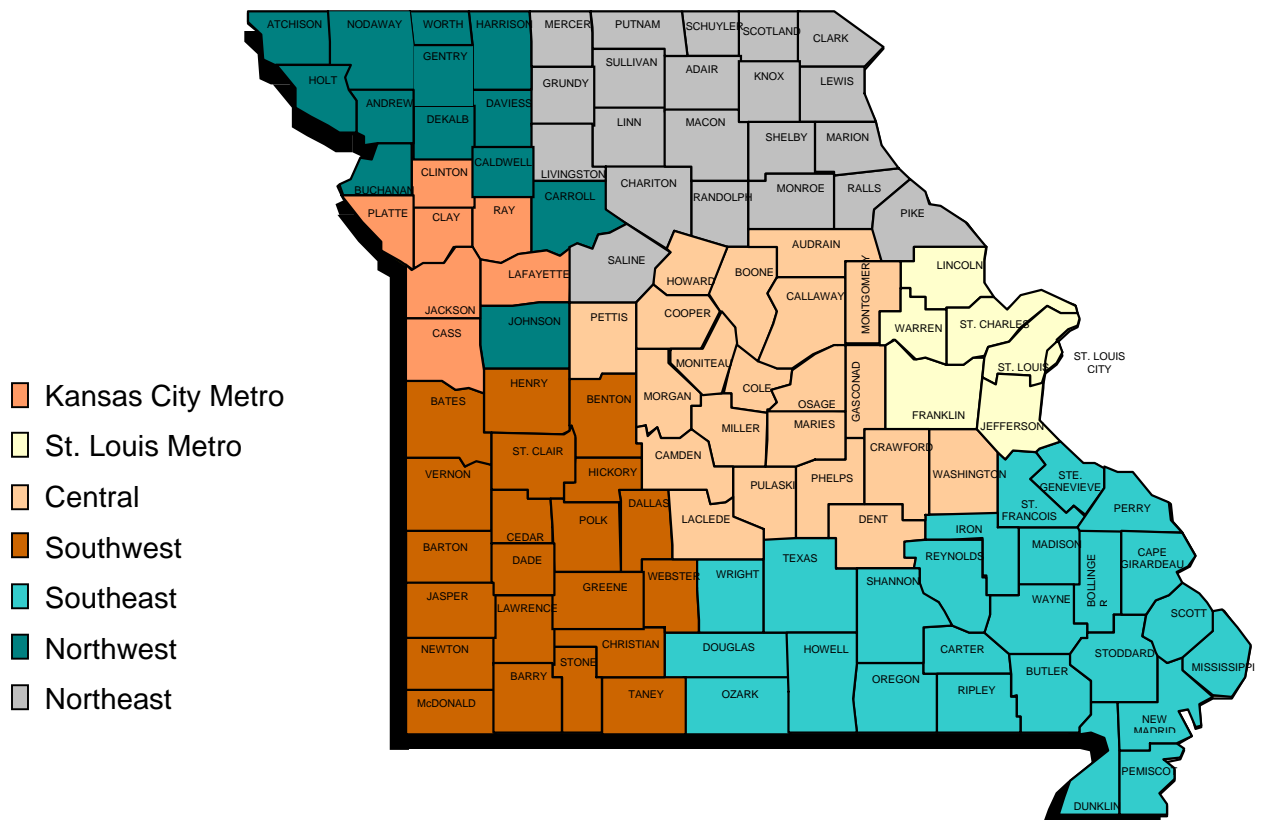 ATCHISON
NODAWAY
WORTH
HARRISON
MERCER
PUTNAM
SCHUYLER
SCOTLAND
CLARK
GENTRY
SULLIVAN
ADAIR
KNOX
LEWIS
HOLT
GRUNDY
ANDREW
DEKALB
DAVIESS
LINN
MACON
SHELBY
MARION
CLINTON
CALDWELL
LIVINGSTON
BUCHANAN
CARROLL
CHARITON
RANDOLPH
MONROE
RALLS
PLATTE
CLAY
RAY
PIKE
AUDRAIN
SALINE
LINCOLN
LAFAYETTE
HOWARD
BOONE
CALLAWAY
MONTGOMERY
JACKSON
COOPER
JOHNSON
PETTIS
WARREN
ST. CHARLES
CASS
MONITEAU
ST. LOUIS
ST. LOUIS
CITY
HENRY
COLE
BATES
BENTON
MORGAN
OSAGE
GASCONAD
FRANKLIN
MILLER
MARIES
JEFFERSON
ST. CLAIR
CAMDEN
CRAWFORD
VERNON
HICKORY
PULASKI
PHELPS
WASHINGTON
STE.
GENEVIEVE
DALLAS
ST.
FRANCOIS
PERRY
CEDAR
POLK
LACLEDE
DENT
IRON
BARTON
DADE
TEXAS
REYNOLDS
MADISON
CAPE
GIRARDEAU
BOLLINGE
R
WEBSTER
WRIGHT
SHANNON
JASPER
GREENE
WAYNE
LAWRENCE
SCOTT
NEWTON
CHRISTIAN
DOUGLAS
HOWELL
CARTER
STODDARD
STONE
MISSISSIPPI
BARRY
OREGON
BUTLER
McDONALD
TANEY
OZARK
RIPLEY
NEW
MADRID
PEMISCOT
DUNKLIN
Kansas City Metro
St. Louis Metro
Central
Southwest
Southeast
Northwest
Northeast